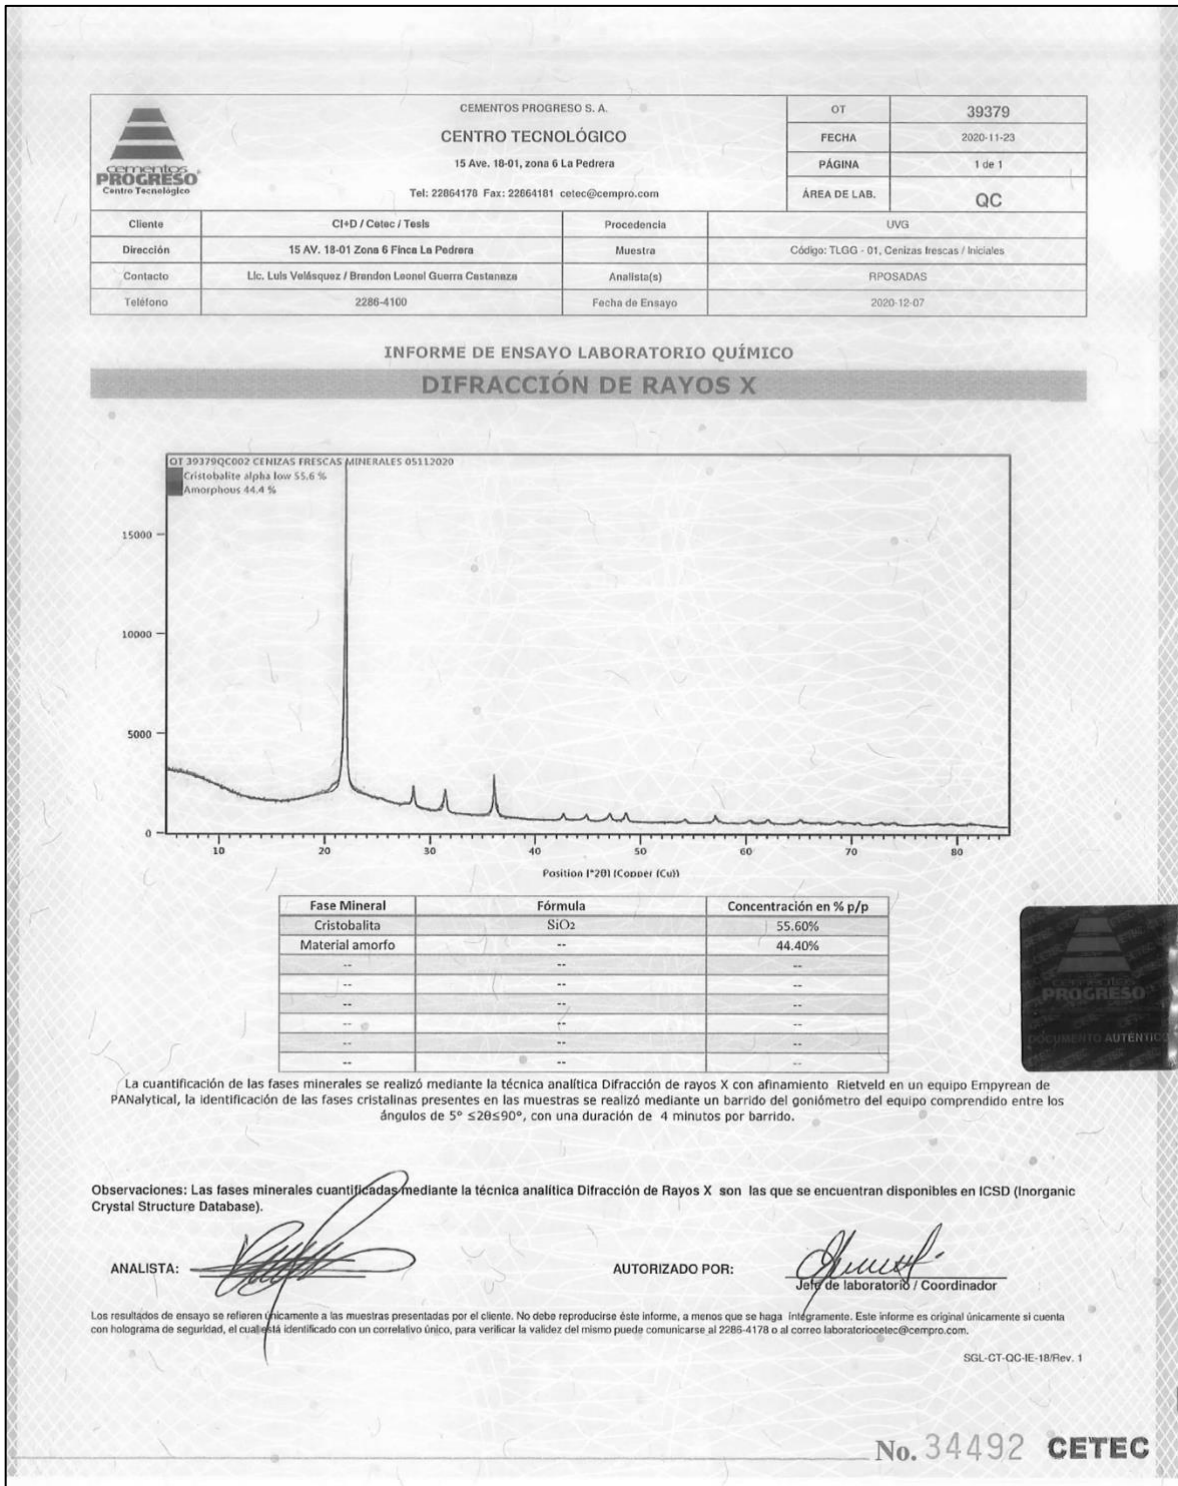 cementos
PROGRESO
Centro Tecnológico
CEMENTOS PROGRESO S. A.
CENTRO TECNOLÓGICO
15 Ave. 18-01, zona 6 La Pedrera
Tel: 22864178 Fax: 22864181 cetec@cempro.com
OT 39379
FECHA 2020-11-23
PÁGINA 1 de 1
ÁREA DE LAB. QC
Cliente CI+D / Cetec / Tesis Procedencia UVG
Dirección 15 AV. 18-01 Zona 6 Finca La Pedrera Muestra Código: TLGG - 01, Cenizas frescas / Iniciales
Contacto Lic. Luis Velásquez / Brandon Leonel Guerra Castanaza Analista(s) RPOSADAS
Teléfono 2286-4100 Fecha de Ensayo 2020-12-07
INFORME DE ENSAYO LABORATORIO QUÍMICO
DIFRACCIÓN DE RAYOS X
OT 39379QC002 CENIZAS FRESCAS MINERALES 05112020
Cristobalite alpha low 55.6 %
Amorphous 44.4 %
15000
10000
5000
0
10 20 30 40 50 60 70 80
Position [°2θ] (Copper (Cu))
Fase Mineral Fórmula Concentración en % p/p
Cristobalita SiO2 55.60%
Material amorfo -- 44.40%
-- -- --
-- -- --
-- -- --
-- -- --
-- -- --
-- -- --
cementos
PROGRESO
DOCUMENTO AUTÉNTICO
La cuantificación de las fases minerales se realizó mediante la técnica analítica Difracción de rayos X con afinamiento Rietveld en un equipo Empyrean de
PANalytical, la identificación de las fases cristalinas presentes en las muestras se realizó mediante un barrido del goniómetro del equipo comprendido entre los
ángulos de 5° ≤2θ≤90°, con una duración de 4 minutos por barrido.
Observaciones: Las fases minerales cuantificadas mediante la técnica analítica Difracción de Rayos X son las que se encuentran disponibles en ICSD (Inorganic
Crystal Structure Database).
ANALISTA:
AUTORIZADO POR:
Jefe de laboratorio / Coordinador
Los resultados de ensayo se refieren únicamente a las muestras presentadas por el cliente. No debe reproducirse éste informe, a menos que se haga íntegramente. Este informe es original únicamente si cuenta
con holograma de seguridad, el cual está identificado con un correlativo único, para verificar la validez del mismo puede comunicarse al 2286-4178 o al correo laboratoriocetec@cempro.com.
SGL-CT-QC-IE-18/Rev. 1
No. 34492 CETEC